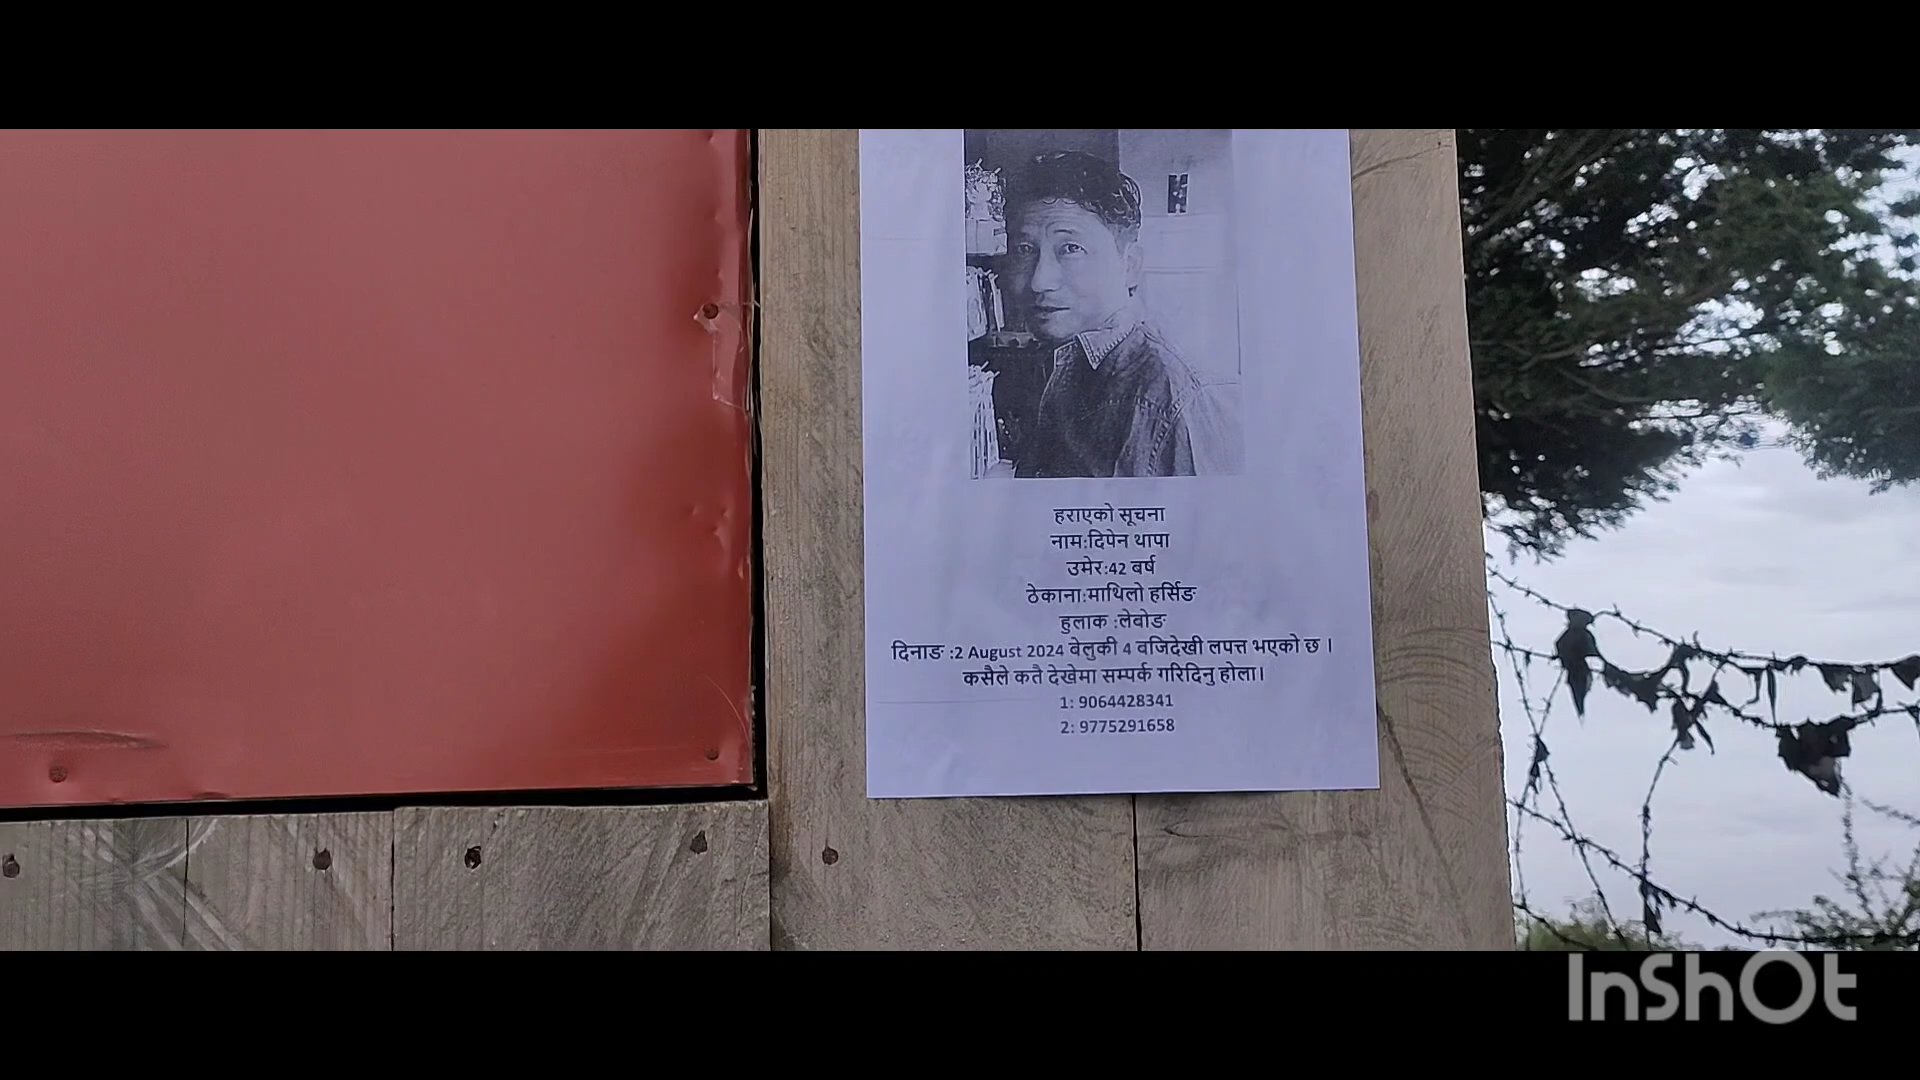 हराएको सूचना
नाम:दिपेन थापा
उमेर:42 बर्ष
ठेकाना:माथिलो हर्सिङ
हुलाक :लेवोङ
दिनाङ :2 August 2024 बेलुकी 4 वजिदेखी लपत्त भएको छ ।
कसैले कतै देखेमा सम्पर्क गरिदिनु होला।
1: 9064428341
2: 9775291658
InShOt